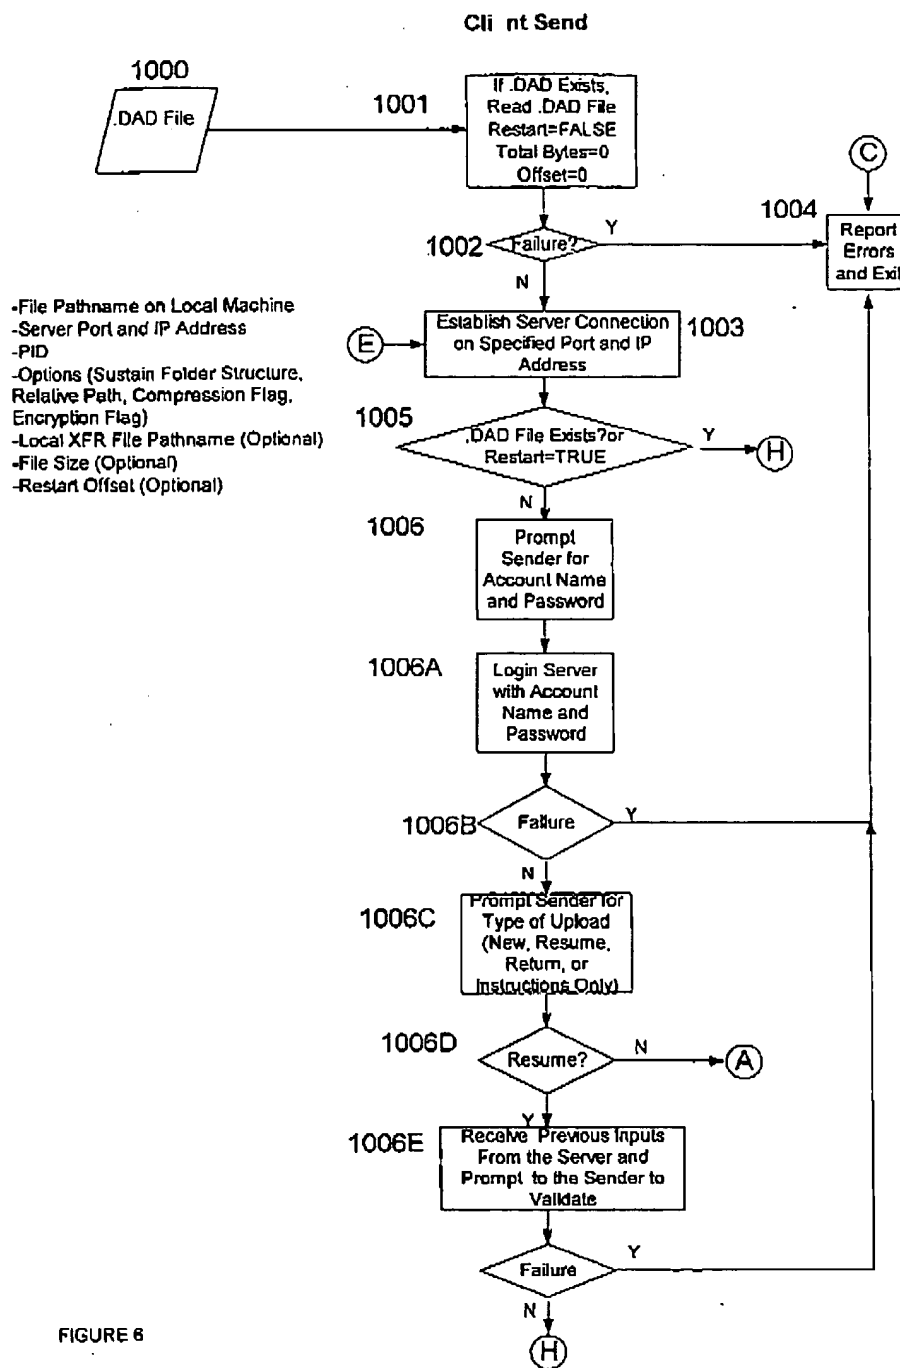 Cli nt Send
1000
.DAD File
1001
If .DAD Exists,
Read .DAD File
Restart=FALSE
Total Bytes=0
Offset=0
C
1002
Failure?
Y
N
1004
Report
Errors
and Exit
-File Pathname on Local Machine
-Server Port and IP Address
-PID
-Options (Sustain Folder Structure,
Relative Path, Compression Flag,
Encryption Flag)
-Local XFR File Pathname (Optional)
-File Size (Optional)
-Restart Offset (Optional)
E
Establish Server Connection
on Specified Port and IP
Address
1003
1005
.DAD File Exists?or
Restart=TRUE
Y
H
N
1006
Prompt
Sender for
Account Name
and Password
1006A
Login Server
with Account
Name and
Password
1006B
Failure
Y
N
1006C
Prompt Sender for
Type of Upload
(New, Resume,
Return, or
Instructions Only)
1006D
Resume?
N
A
Y
1006E
Receive Previous Inputs
From the Server and
Prompt to the Sender to
Validate
Failure
Y
N
H
FIGURE 6